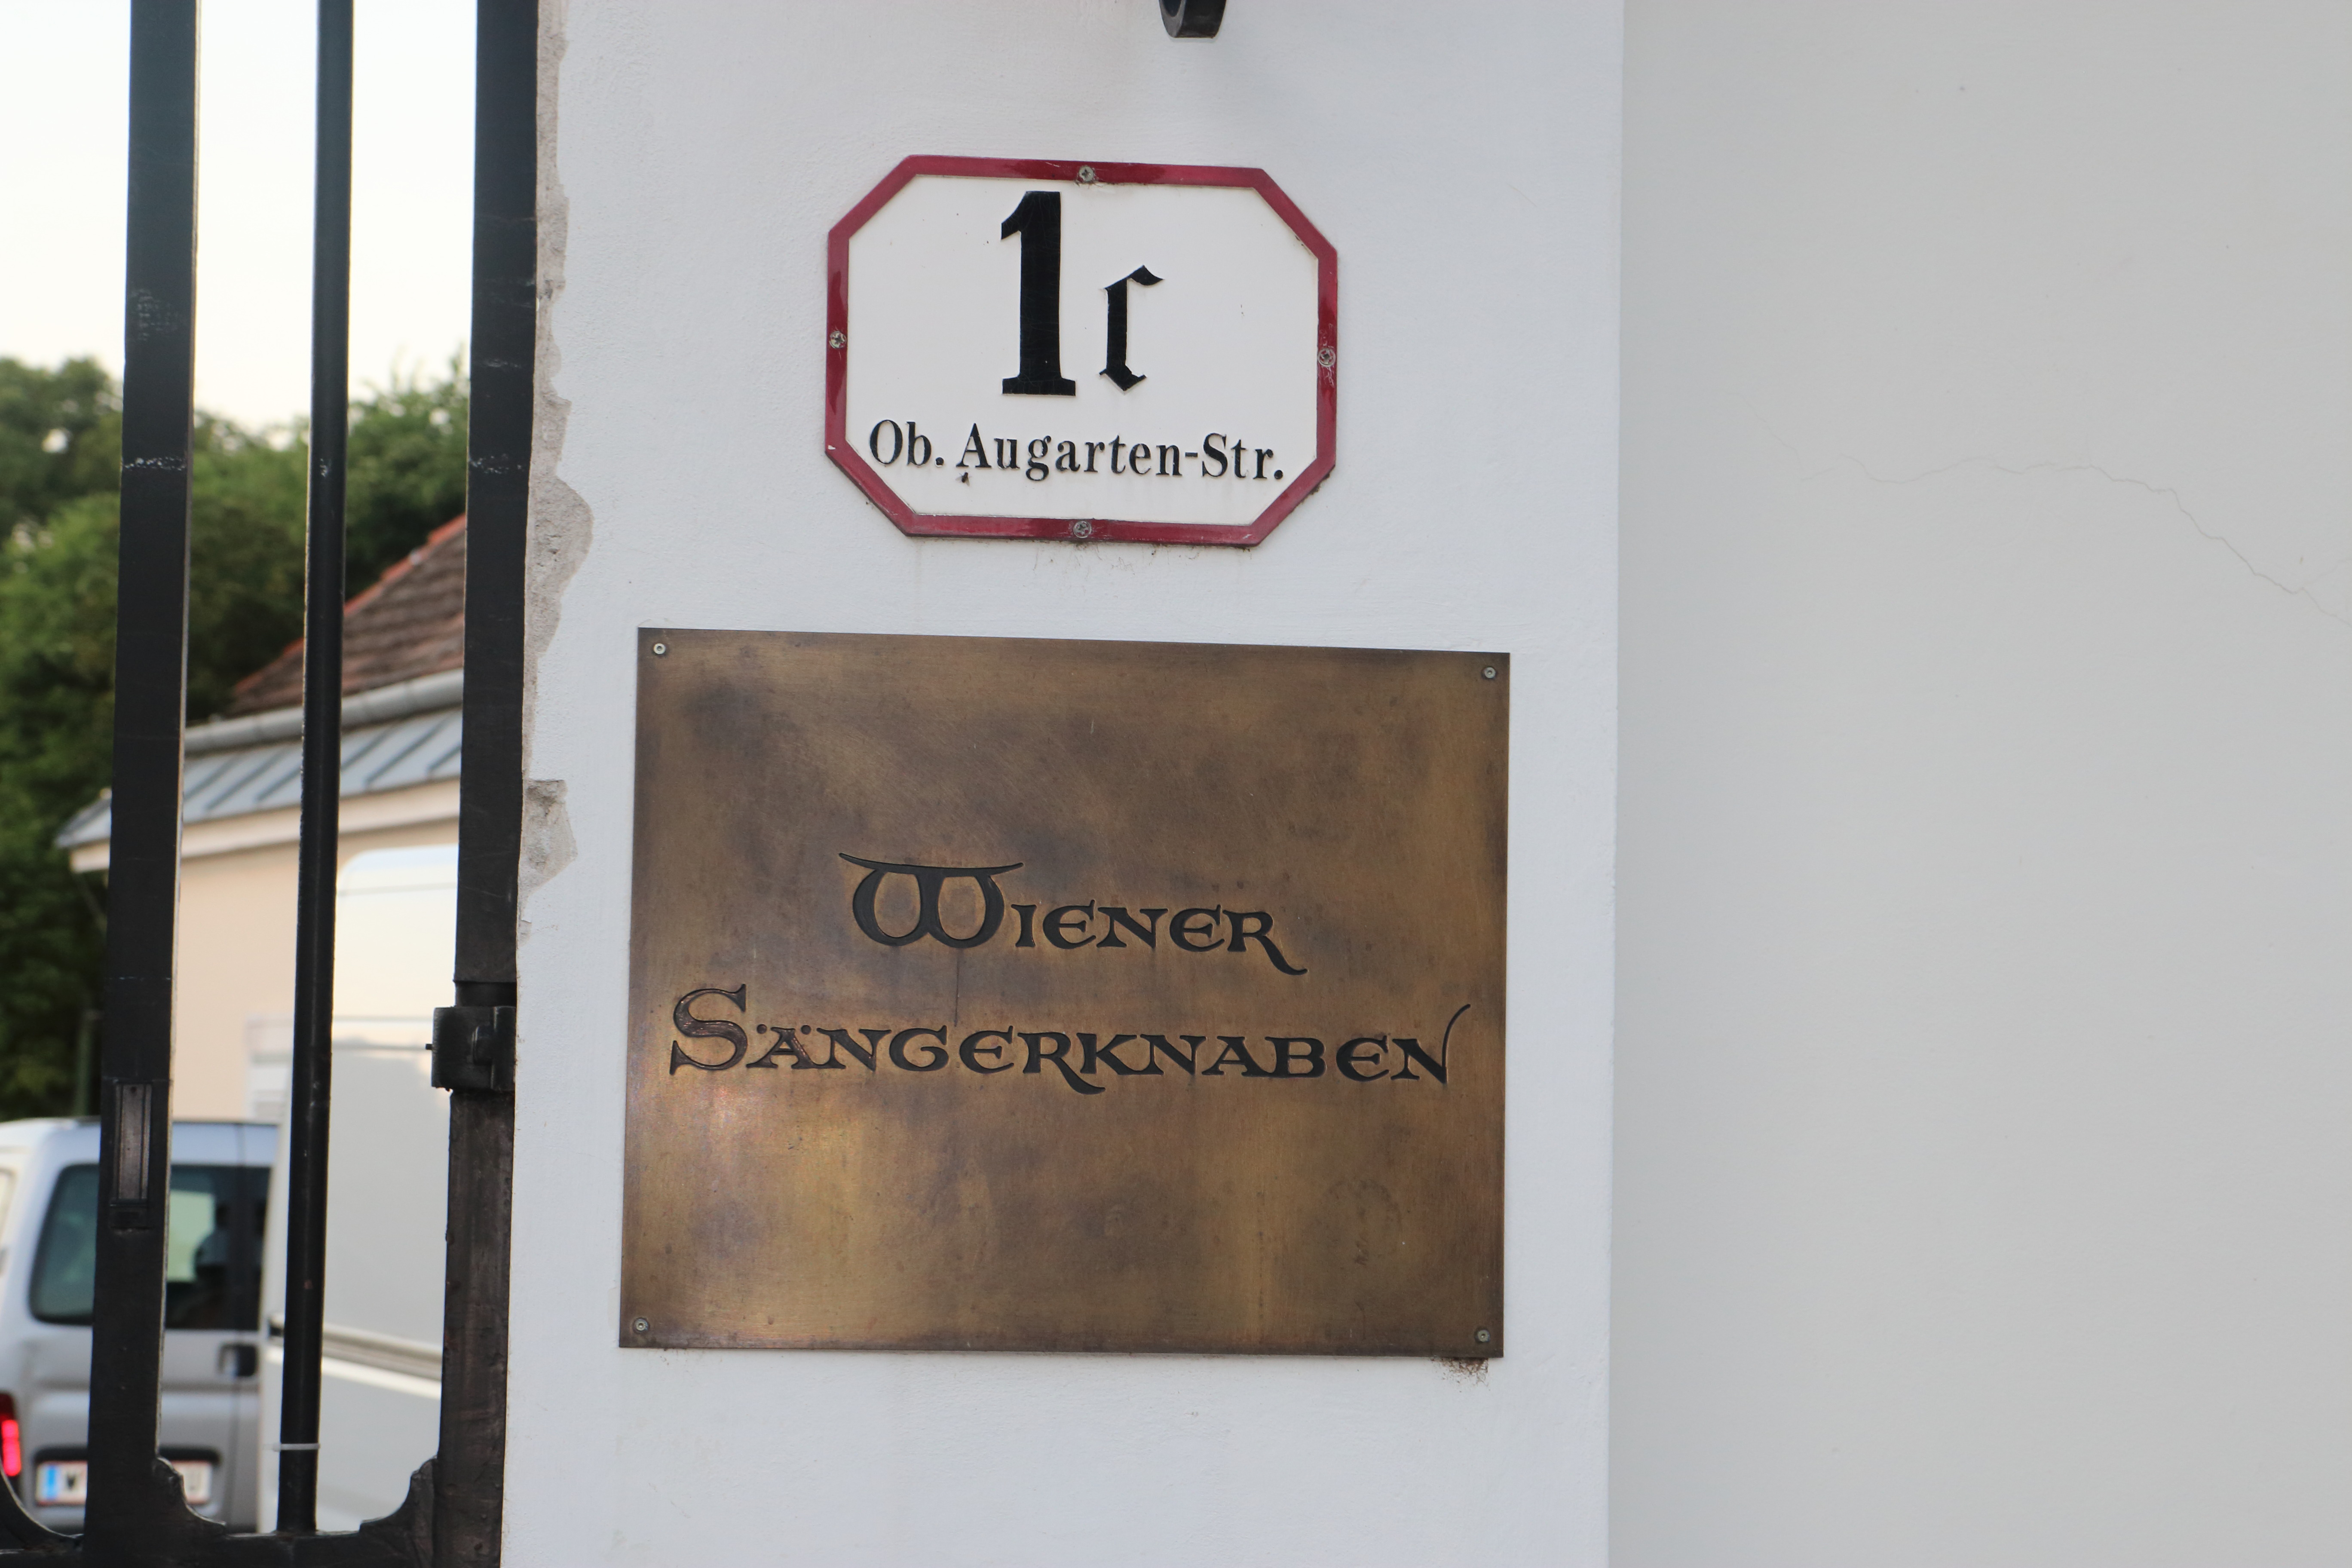 1c
Ob. Augarten-Str.
WIENER
SÄNGERKNABEN